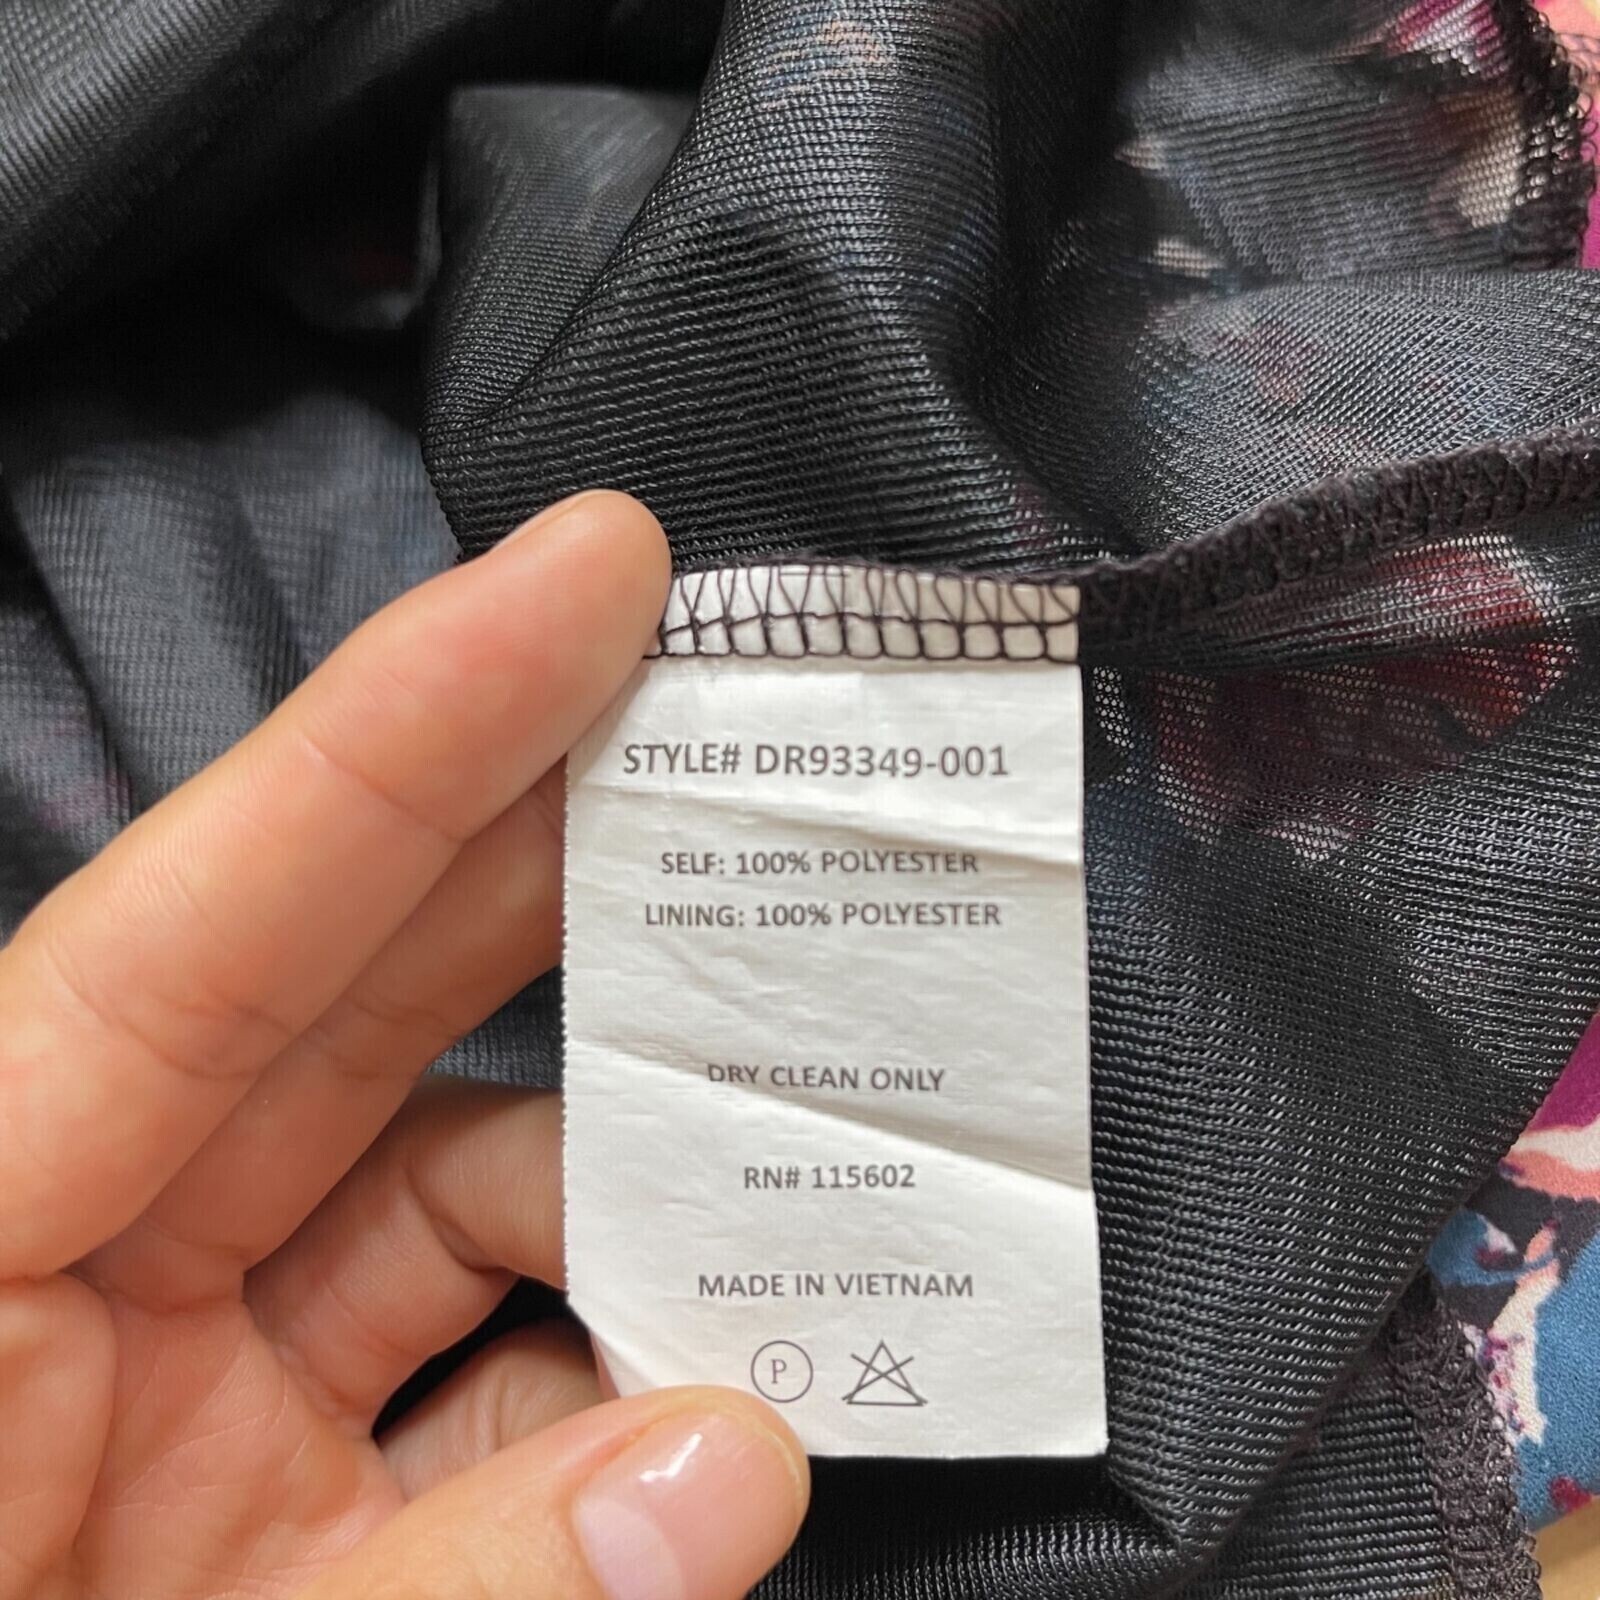 STYLE# DR93349-001
SELF: 100% POLYESTER
LINING: 100% POLYESTER
DRY CLEAN ONLY
RN# 115602
MADE IN VIETNAM
P